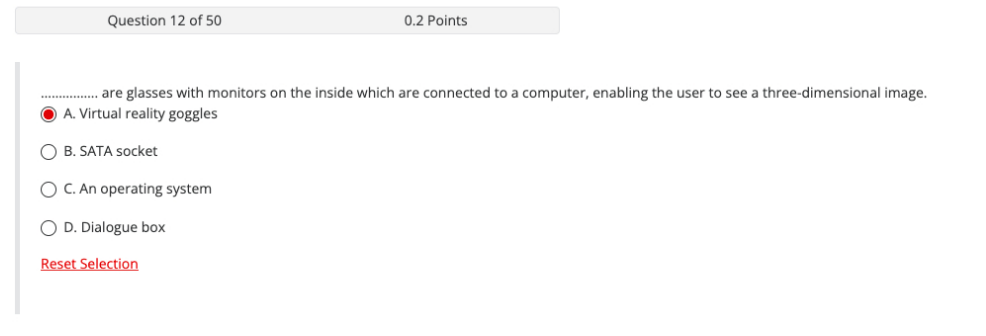 Question 12 of 50 0.2 Points
................ are glasses with monitors on the inside which are connected to a computer, enabling the user to see a three-dimensional image.
A. Virtual reality goggles
B. SATA socket
C. An operating system
D. Dialogue box
Reset Selection